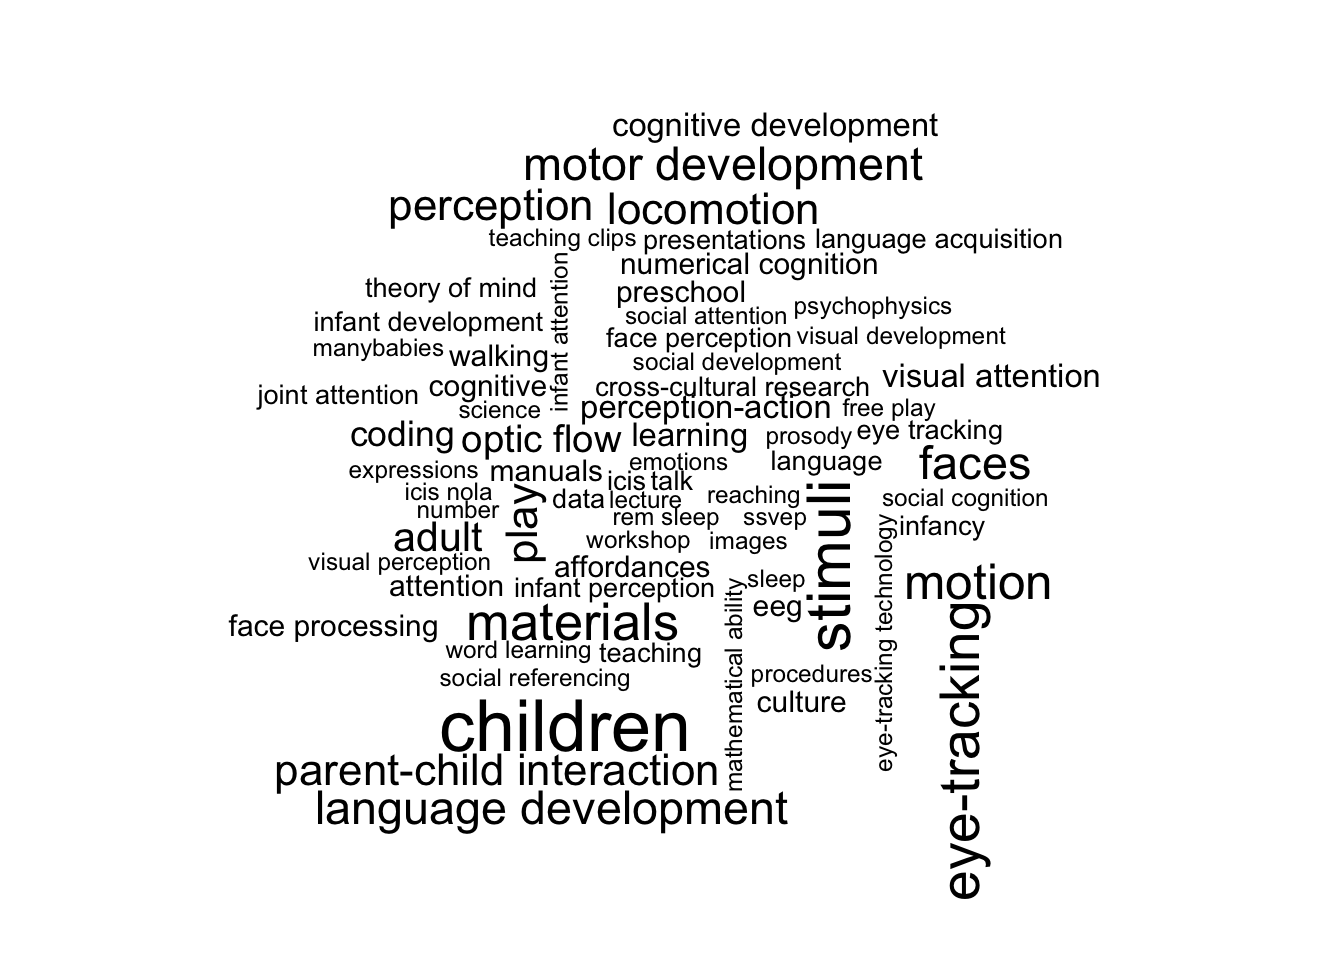 cognitive development
motor development
perception locomotion
teaching clips presentations language acquisition
numerical cognition
infant attention
theory of mind
preschool
social attention psychophysics
infant development
face perception visual development
manybabies walking
social development
visual attention
joint attention cognitive
cross-cultural research
science
perception-action free play
coding optic flow learning prosody eye tracking
emotions language faces
expressions manuals
icis talk
icis nola
play
data lecture reaching
stimuli
social cognition
number
rem sleep ssvep
infancy
adult
workshop images
eye-tracking technology
visual perception
affordances
attention infant perception
sleep
mathematical ability
motion
eeg
materials
face processing
eye-tracking
word learning teaching
social referencing
procedures
culture
children
parent-child interaction
language development